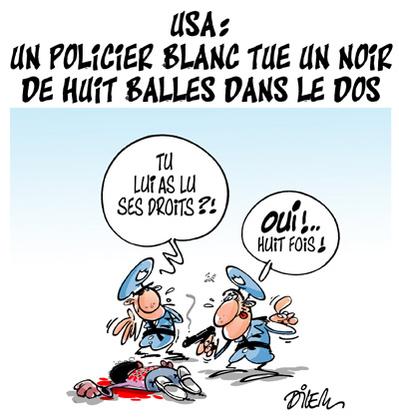 USA:
UN POLICIER BLANC TUE UN NOIR
DE HUIT BALLES DANS LE DOS
TU
LUI AS LU
SES DROITS?!
OUI!..
HUIT FOIS!
DILEM